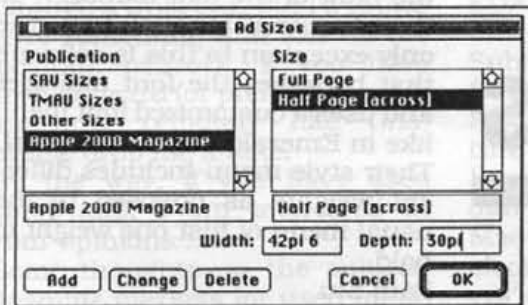 Ad Sizes
Publication
Size
SAU Sizes
TMAU Sizes
Other Sizes
Apple 2000 Magazine
Full Page
Half Page (across)
Apple 2000 Magazine
Half Page (across)
Width: 42pi 6 Depth: 30pi
Add Change Delete Cancel OK